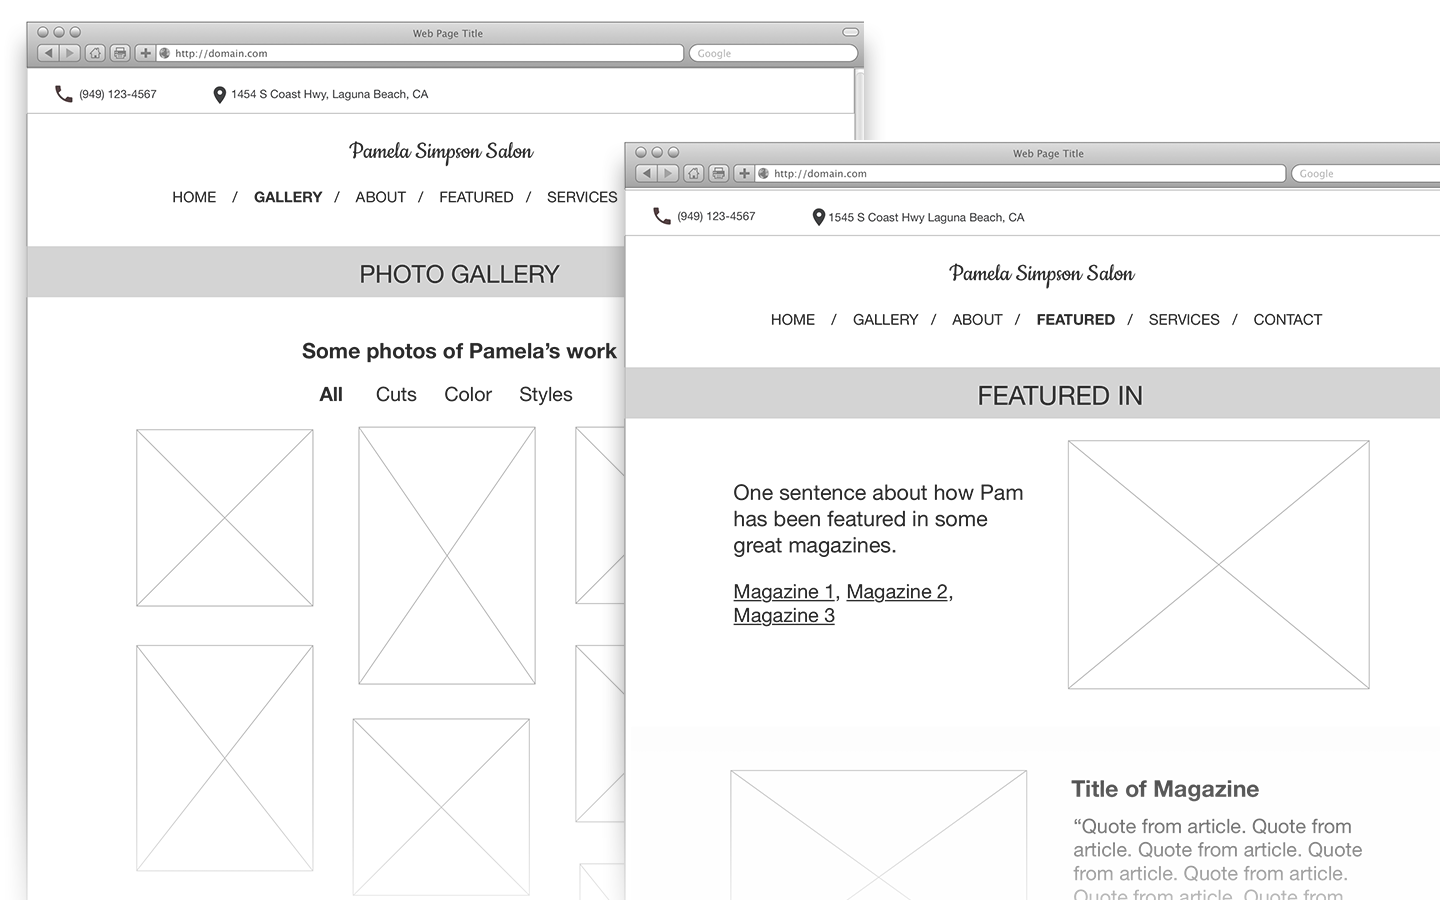 Web Page Title
http://domain.com
Google
(949) 123-4567
1454 S Coast Hwy, Laguna Beach, CA
Pamela Simpson Salon
HOME / GALLERY / ABOUT / FEATURED / SERVICES
PHOTO GALLERY
Some photos of Pamela's work
All Cuts Color Styles
Web Page Title
http://domain.com
Google
(949) 123-4567
1545 S Coast Hwy Laguna Beach, CA
Pamela Simpson Salon
HOME / GALLERY / ABOUT / FEATURED / SERVICES / CONTACT
FEATURED IN
One sentence about how Pam
has been featured in some
great magazines.
Magazine 1, Magazine 2,
Magazine 3
Title of Magazine
“Quote from article. Quote from
article. Quote from article. Quote
from article. Quote from article.
Quote from article. Quote from